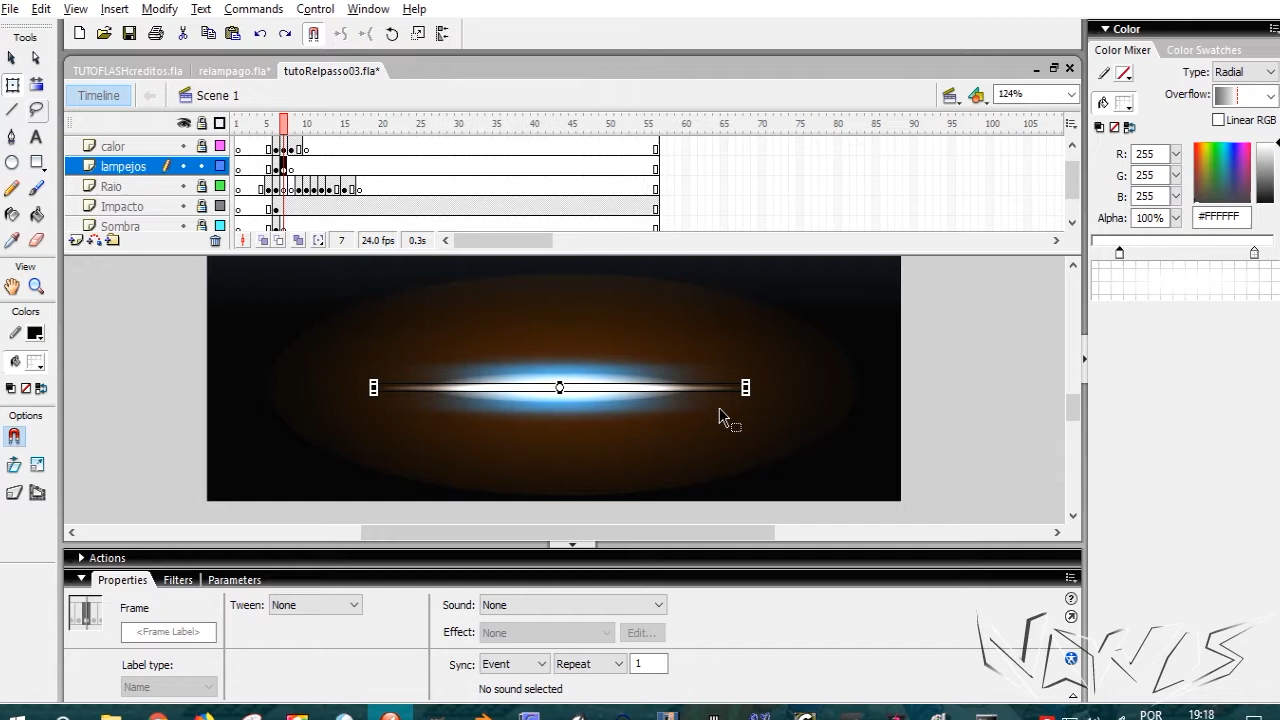 File Edit View Insert Modify Text Commands Control Window Help
Tools
View
Colors
Options
TUTOFLASHcreditos.fla relampago.fla* tutoRelpasso03.fla*
Timeline Scene 1 124%
1 5 10 15 20 25 30 35 40 45 50 55 60 65 70 75 80 85 90 95 100 105
calor
lampejos
Raio
Impacto
Sombra
7 24.0 fps 0.3s
Color
Color Mixer Color Swatches
Type: Radial
Overflow:
Linear RGB
R: 255
G: 255
B: 255
Alpha: 100% #FFFFFF
Actions
Properties Filters Parameters
Frame
<Frame Label>
Label type:
Name
Tween: None
Sound: None
Effect: None Edit...
Sync: Event Repeat 1
No sound selected
POR 19:18